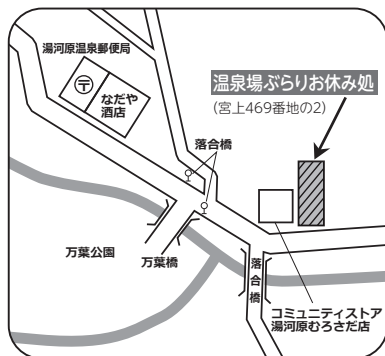 湯河原温泉郵便局
〒
なだや
酒店
温泉場ぶらりお休み処
(宮上469番地の2)
落合橋
万葉公園
万葉橋
落合橋
コミュニティストア
湯河原むろさだ店